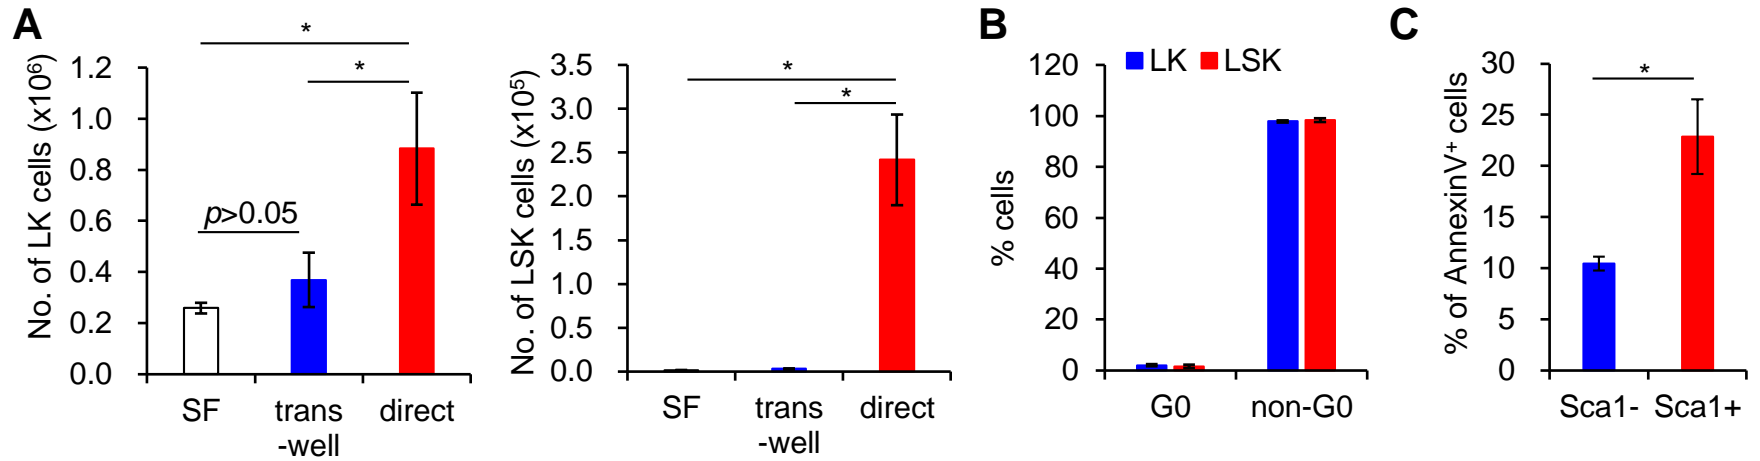 A
No. of LK cells (x10⁶)
1.2
1.0
0.8
0.6
0.4
0.2
0.0
*
*
p>0.05
SF
trans
-well
direct
No. of LSK cells (x10⁵)
3.5
3.0
2.5
2.0
1.5
1.0
0.5
0.0
*
*
SF
trans
-well
direct
B
LK LSK
% cells
120
100
80
60
40
20
0
G0 non-G0
C
% of AnnexinV⁺ cells
30
25
20
15
10
5
0
*
Sca1- Sca1+